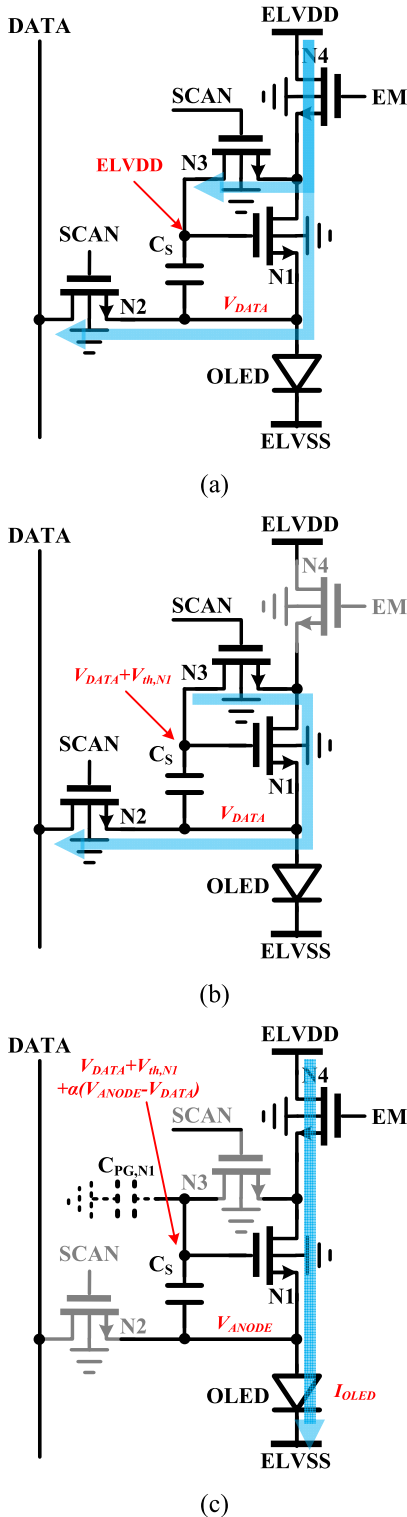 ELVDD
DATA
N4
SCAN
EM
N3
ELVDD
SCAN
CS
N1
N2
VDATA
OLED
ELVSS
(a)
ELVDD
DATA
N4
SCAN
EM
VDATA+Vth,N1
N3
SCAN
CS
N1
N2
VDATA
OLED
ELVSS
(b)
ELVDD
DATA
VDATA+Vth,N1
+α(VANODE-VDATA)
N4
SCAN
EM
CPG,N1
N3
SCAN
CS
N1
N2
VANODE
OLED
IOLED
ELVSS
(c)